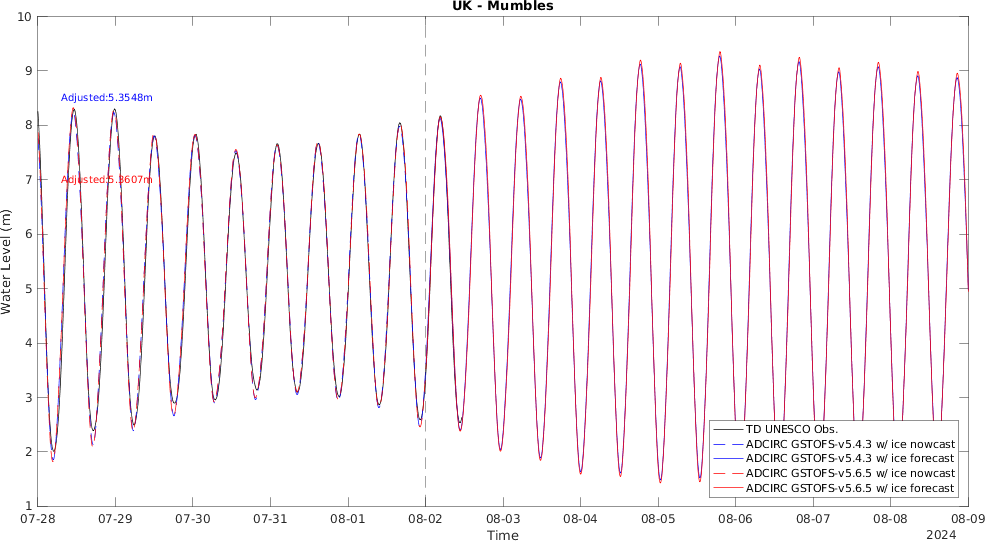 UK - Mumbles
10
9
8
7
6
5
4
3
2
1
Water Level (m)
Adjusted:5.3548m
Adjusted:5.3607m
TD UNESCO Obs.
ADCIRC GSTOFS-v5.4.3 w/ ice nowcast
ADCIRC GSTOFS-v5.4.3 w/ ice forecast
ADCIRC GSTOFS-v5.6.5 w/ ice nowcast
ADCIRC GSTOFS-v5.6.5 w/ ice forecast
07-28 07-29 07-30 07-31 08-01 08-02 08-03 08-04 08-05 08-06 08-07 08-08 08-09
Time
2024